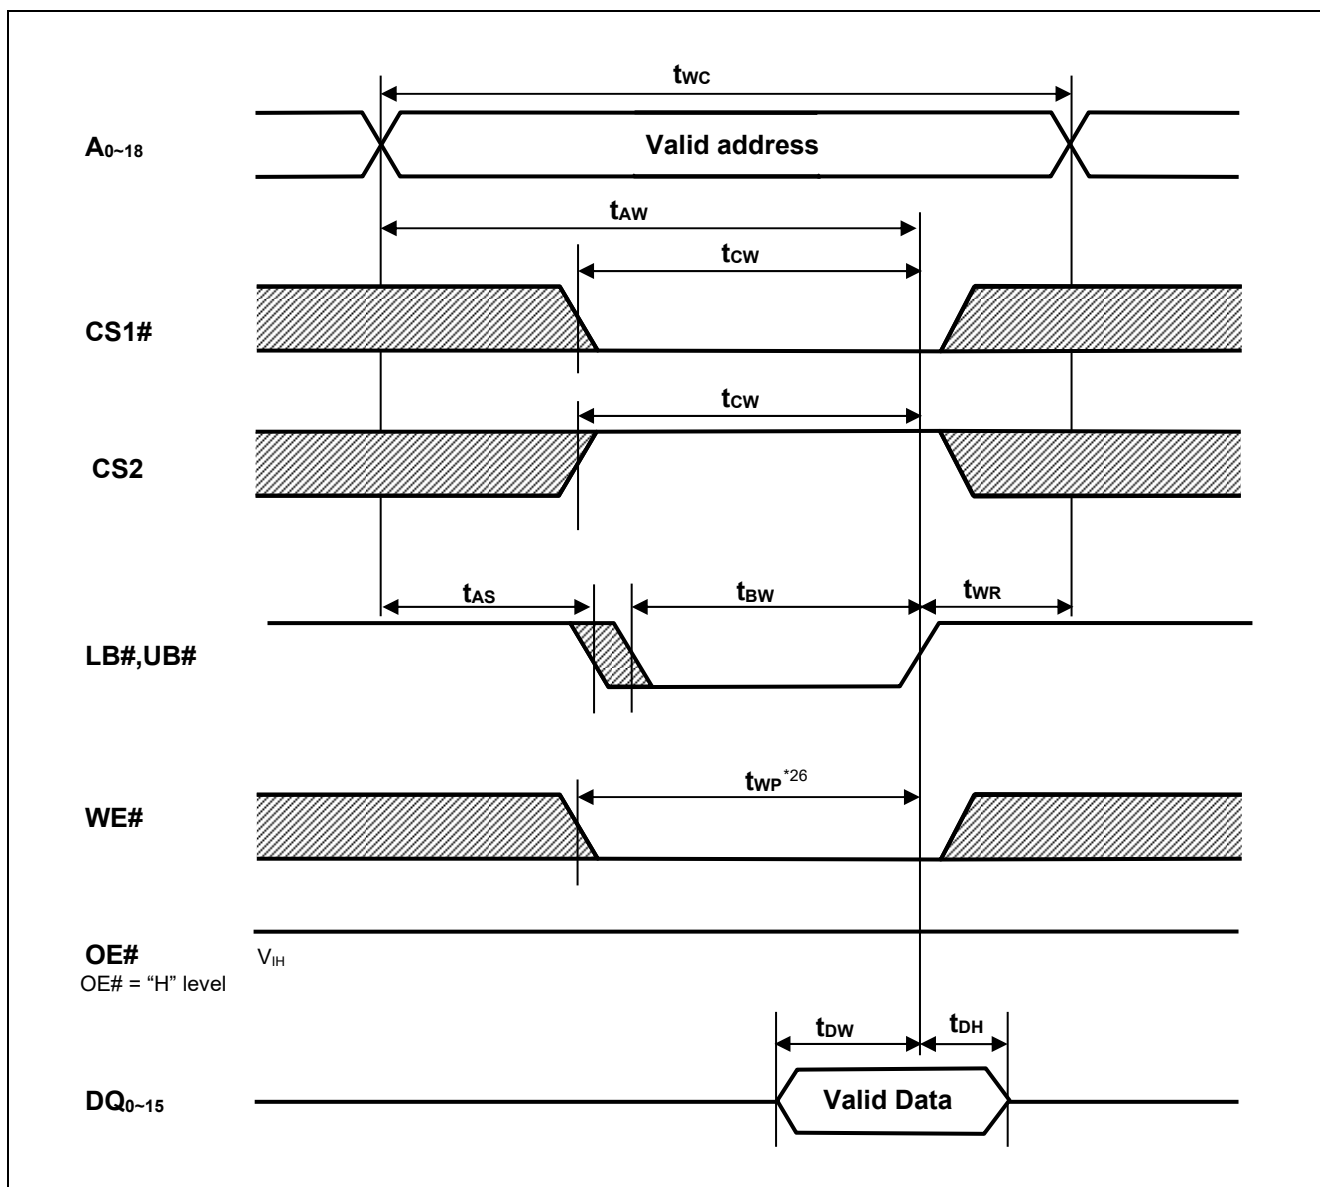 tWC
A0~18
Valid address
tAW
tCW
CS1#
tCW
CS2
tAS
tBW
tWR
LB#,UB#
tWP*26
WE#
OE#
VIH
OE# = “H” level
tDW
tDH
DQ0~15
Valid Data